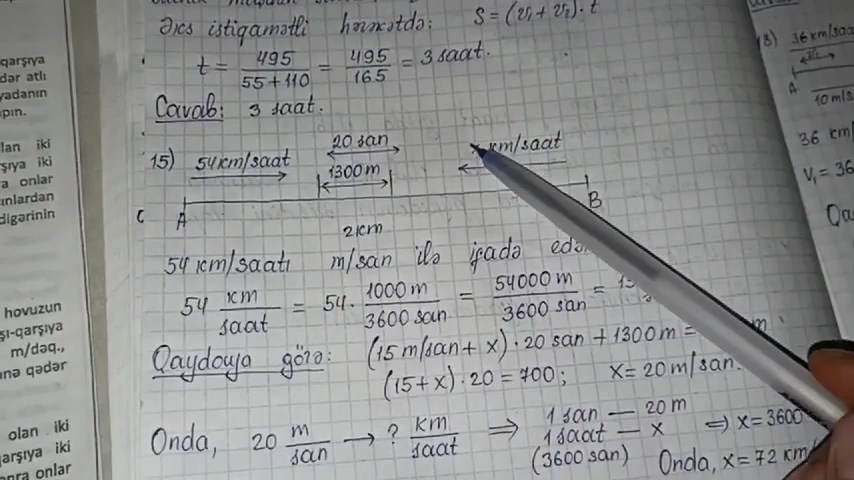 qarşıya
dər atlı
yadanın
apın.
lan iki
rşıya iki
a onlar
ınlardan
digərinin
hovuzun
şı-qarşıya
m/dəq.,
nə qədər
olan iki
qarşıya iki
onra onlar
Əks istiqamətli hərəkətdə: S = (v₁ + v₂) · t
t = 495 / (55 + 110) = 495 / 165 = 3 saat.
Cavab: 3 saat.
15) 54 km/saat 20 san km/saat
1300 m
A B
2 km
54 km/saatı m/san ilə ifadə
54 km/saat = 54 · 1000 m / 3600 san = 54000 m / 3600 san =
Qaydaya görə: (15 m/san + x) · 20 san + 1300 m =
(15 + x) · 20 = 700; x = 20 m/san.
Onda, 20 m/san → ? km/saat ⇒ 1 san — 20 m
1 saat — x ⇒ x = 3600
(3600 san) Onda, x = 72 km/
36 km/saa
A
10 m/s
36 km/
v₁ = 36